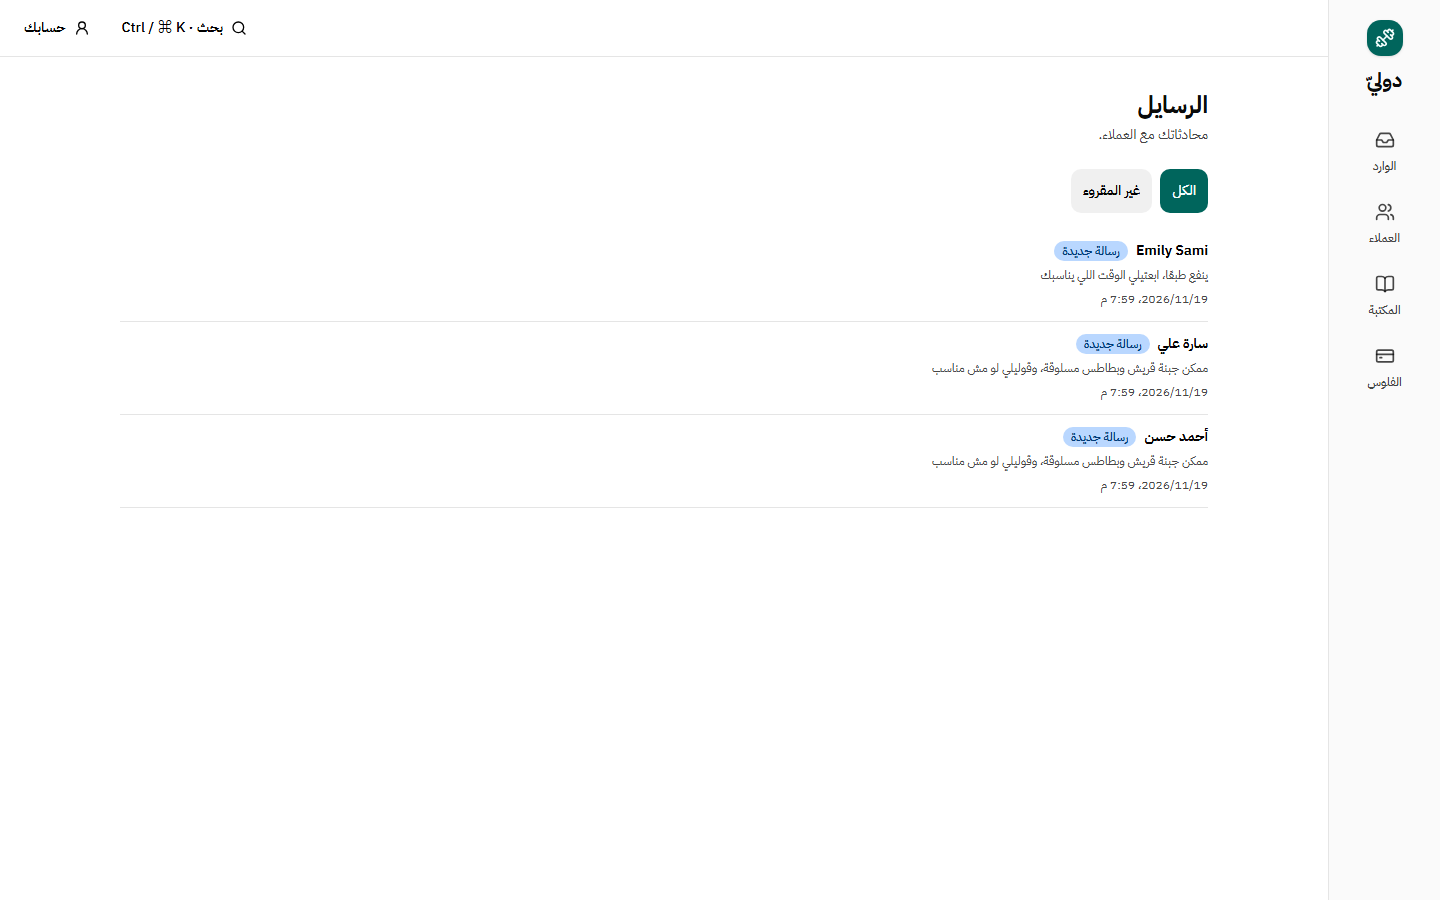 دوليّ
الوارد
العملاء
المكتبة
الفلوس
بحث · Ctrl / ⌘ K
حسابك
الرسايل
محادثاتك مع العملاء.
الكل
غير المقروء
Emily Sami رسالة جديدة
ينفع طبعًا، ابعتيلي الوقت اللي يناسبك
2026/11/19، 7:59 م
سارة علي رسالة جديدة
ممكن جبنة قريش وبطاطس مسلوقة، وقوليلي لو مش مناسب
2026/11/19، 7:59 م
أحمد حسن رسالة جديدة
ممكن جبنة قريش وبطاطس مسلوقة، وقوليلي لو مش مناسب
2026/11/19، 7:59 م